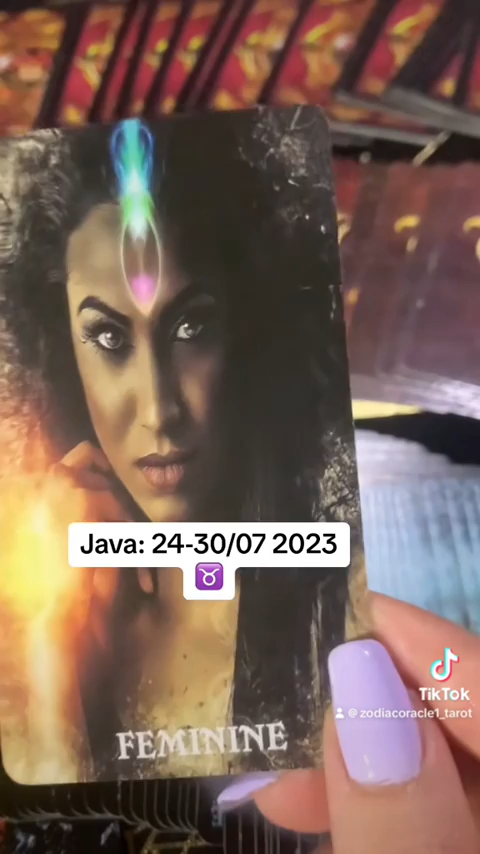 Java: 24-30/07 2023
♉
TikTok
@zodiacoracle1_tarot
FEMININE